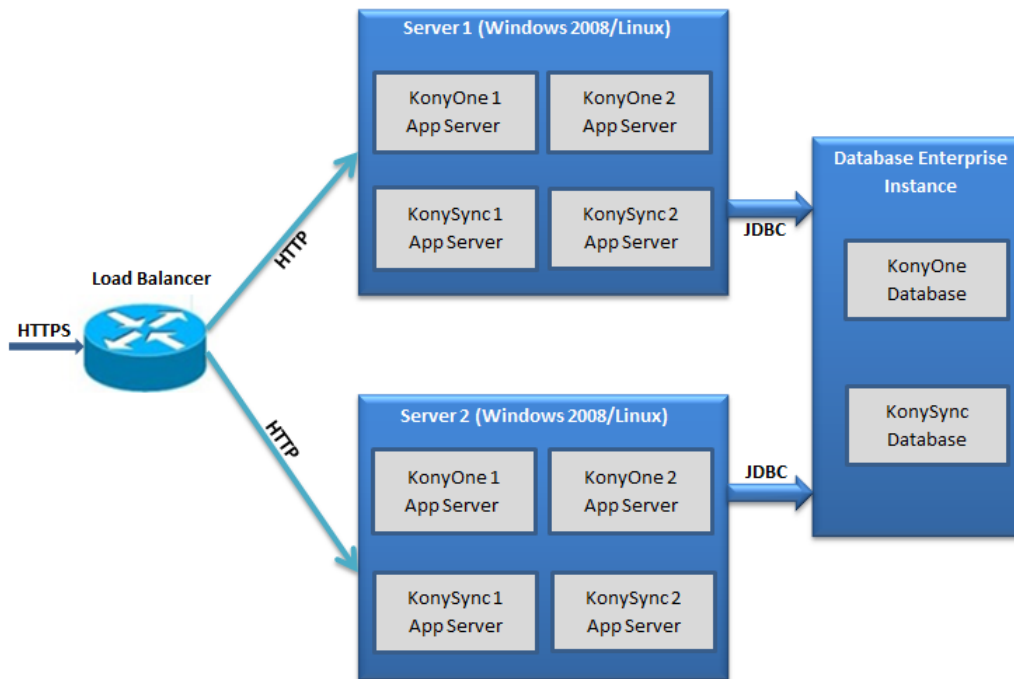 HTTPS
Load Balancer
HTTP
HTTP
Server 1 (Windows 2008/Linux)
KonyOne 1
App Server
KonyOne 2
App Server
KonySync 1
App Server
KonySync 2
App Server
JDBC
Server 2 (Windows 2008/Linux)
KonyOne 1
App Server
KonyOne 2
App Server
KonySync 1
App Server
KonySync 2
App Server
JDBC
Database Enterprise
Instance
KonyOne
Database
KonySync
Database